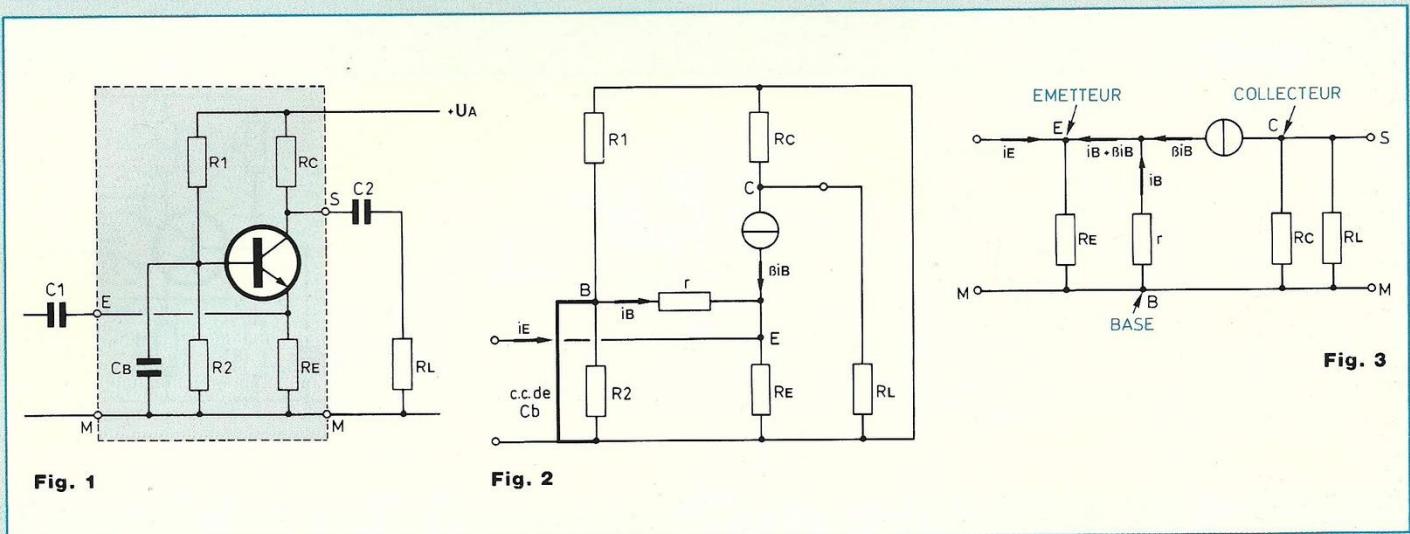 +UA
R1
RC
S
C2
C1
E
CB
R2
RE
RL
M
M
Fig. 1
R1
RC
C
βiB
B
r
iB
iE
E
c.c. de
Cb
R2
RE
RL
Fig. 2
EMETTEUR
COLLECTEUR
E
C
S
iE
iB + βiB
βiB
iB
RE
r
RC
RL
M
B
M
BASE
Fig. 3